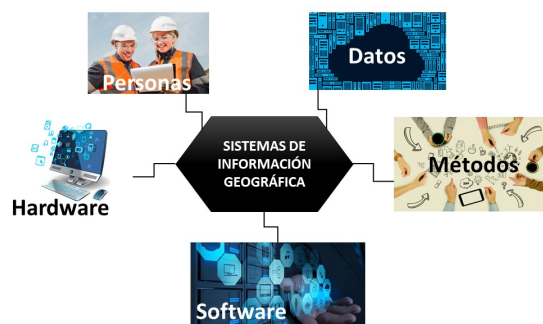 Personas
Datos
SISTEMAS DE
INFORMACIÓN
GEOGRÁFICA
Métodos
Hardware
Software